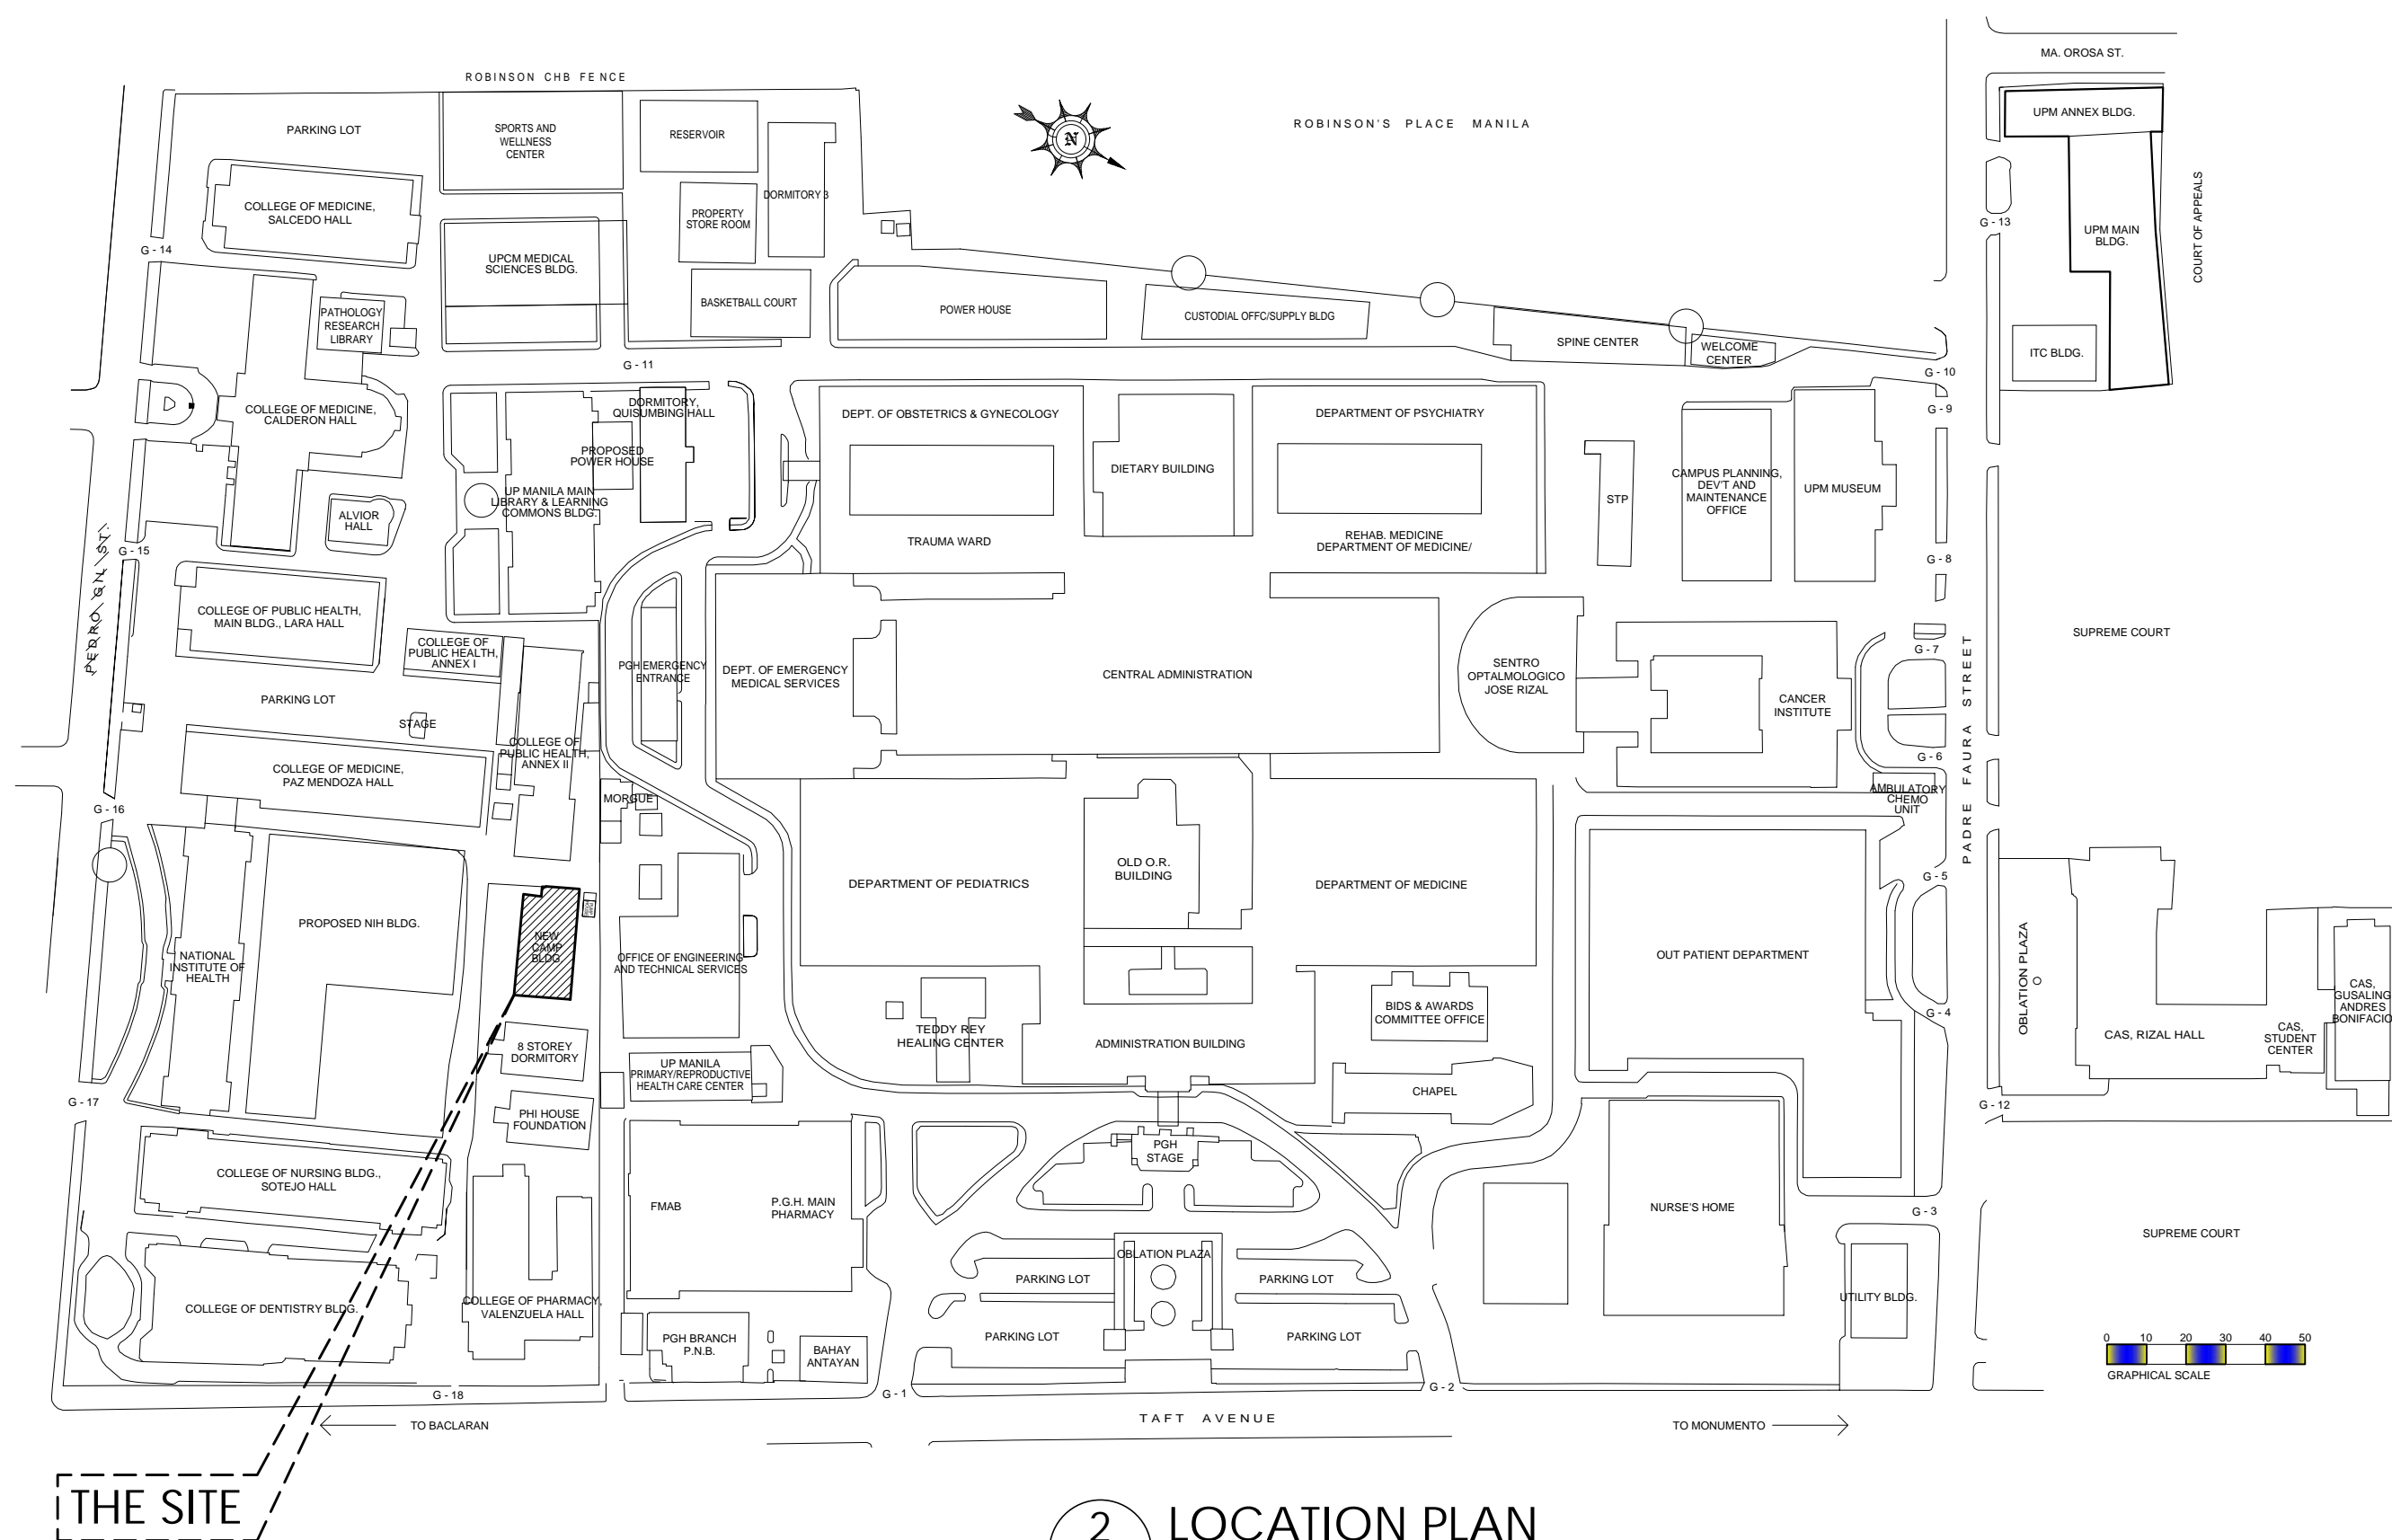 MA. OROSA ST.
ROBINSON CHB FENCE
UPM ANNEX BLDG.
ROBINSON'S PLACE MANILA
PARKING LOT
SPORTS AND
WELLNESS
CENTER
RESERVOIR
N
DORMITORY 3
COLLEGE OF MEDICINE,
SALCEDO HALL
PROPERTY
STORE ROOM
G - 13
UPM MAIN
BLDG.
COURT OF APPEALS
G - 14
UPCM MEDICAL
SCIENCES BLDG.
BASKETBALL COURT
POWER HOUSE
CUSTODIAL OFFC/SUPPLY BLDG
PATHOLOGY
RESEARCH
LIBRARY
SPINE CENTER
WELCOME
CENTER
ITC BLDG.
G - 11
G - 10
COLLEGE OF MEDICINE,
CALDERON HALL
DORMITORY,
QUISUMBING HALL
DEPT. OF OBSTETRICS & GYNECOLOGY
DEPARTMENT OF PSYCHIATRY
G - 9
PROPOSED
POWER HOUSE
DIETARY BUILDING
CAMPUS PLANNING,
DEV'T AND
MAINTENANCE
OFFICE
UPM MUSEUM
UP MANILA MAIN
LIBRARY & LEARNING
COMMONS BLDG.
STP
ALVIOR
HALL
PEDRO GIL ST.
G - 15
TRAUMA WARD
REHAB. MEDICINE
DEPARTMENT OF MEDICINE/
G - 8
COLLEGE OF PUBLIC HEALTH,
MAIN BLDG., LARA HALL
COLLEGE OF
PUBLIC HEALTH,
ANNEX I
PGH EMERGENCY
ENTRANCE
DEPT. OF EMERGENCY
MEDICAL SERVICES
CENTRAL ADMINISTRATION
SENTRO
OPTALMOLOGICO
JOSE RIZAL
G - 7
SUPREME COURT
PADRE FAURA STREET
PARKING LOT
STAGE
CANCER
INSTITUTE
COLLEGE OF
PUBLIC HEALTH,
ANNEX II
COLLEGE OF MEDICINE,
PAZ MENDOZA HALL
G - 6
G - 16
MORGUE
AMBULATORY
CHEMO
UNIT
OLD O.R.
BUILDING
DEPARTMENT OF PEDIATRICS
DEPARTMENT OF MEDICINE
G - 5
PROPOSED NIH BLDG.
NEW
CAMP
BLDG.
NATIONAL
INSTITUTE OF
HEALTH
OFFICE OF ENGINEERING
AND TECHNICAL SERVICES
OUT PATIENT DEPARTMENT
OBLATION PLAZA
CAS,
GUSALING
ANDRES
BONIFACIO
BIDS & AWARDS
COMMITTEE OFFICE
G - 4
8 STOREY
DORMITORY
TEDDY REY
HEALING CENTER
ADMINISTRATION BUILDING
CAS, RIZAL HALL
CAS,
STUDENT
CENTER
UP MANILA
PRIMARY/REPRODUCTIVE
HEALTH CARE CENTER
CHAPEL
G - 17
G - 12
PHI HOUSE
FOUNDATION
PGH
STAGE
COLLEGE OF NURSING BLDG.,
SOTEJO HALL
FMAB
P.G.H. MAIN
PHARMACY
NURSE'S HOME
G - 3
SUPREME COURT
OBLATION PLAZA
PARKING LOT
PARKING LOT
COLLEGE OF DENTISTRY BLDG.
COLLEGE OF PHARMACY,
VALENZUELA HALL
UTILITY BLDG.
PGH BRANCH
P.N.B.
BAHAY
ANTAYAN
PARKING LOT
PARKING LOT
0 10 20 30 40 50
GRAPHICAL SCALE
G - 18
G - 1
G - 2
TO BACLARAN
TAFT AVENUE
TO MONUMENTO
THE SITE
2
LOCATION PLAN